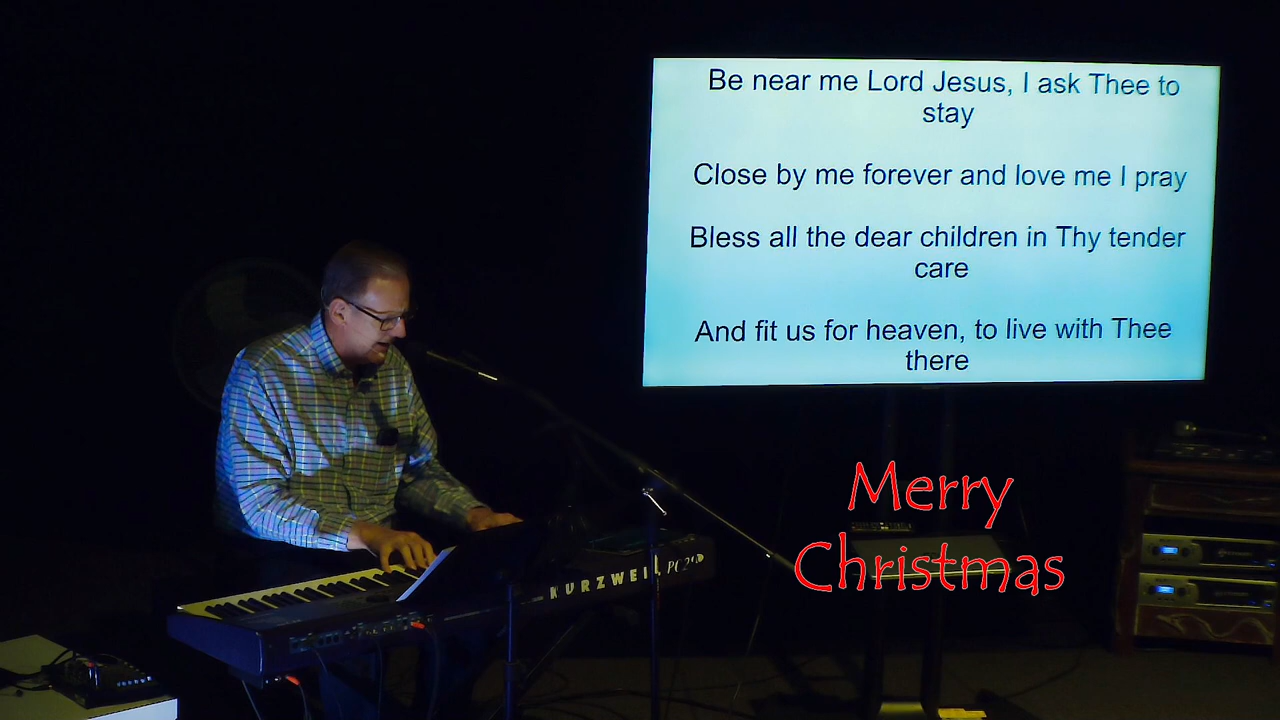 Be near me Lord Jesus, I ask Thee to
stay
Close by me forever and love me I pray
Bless all the dear children in Thy tender
care
And fit us for heaven, to live with Thee
there
Merry
Christmas
KURZWEIL